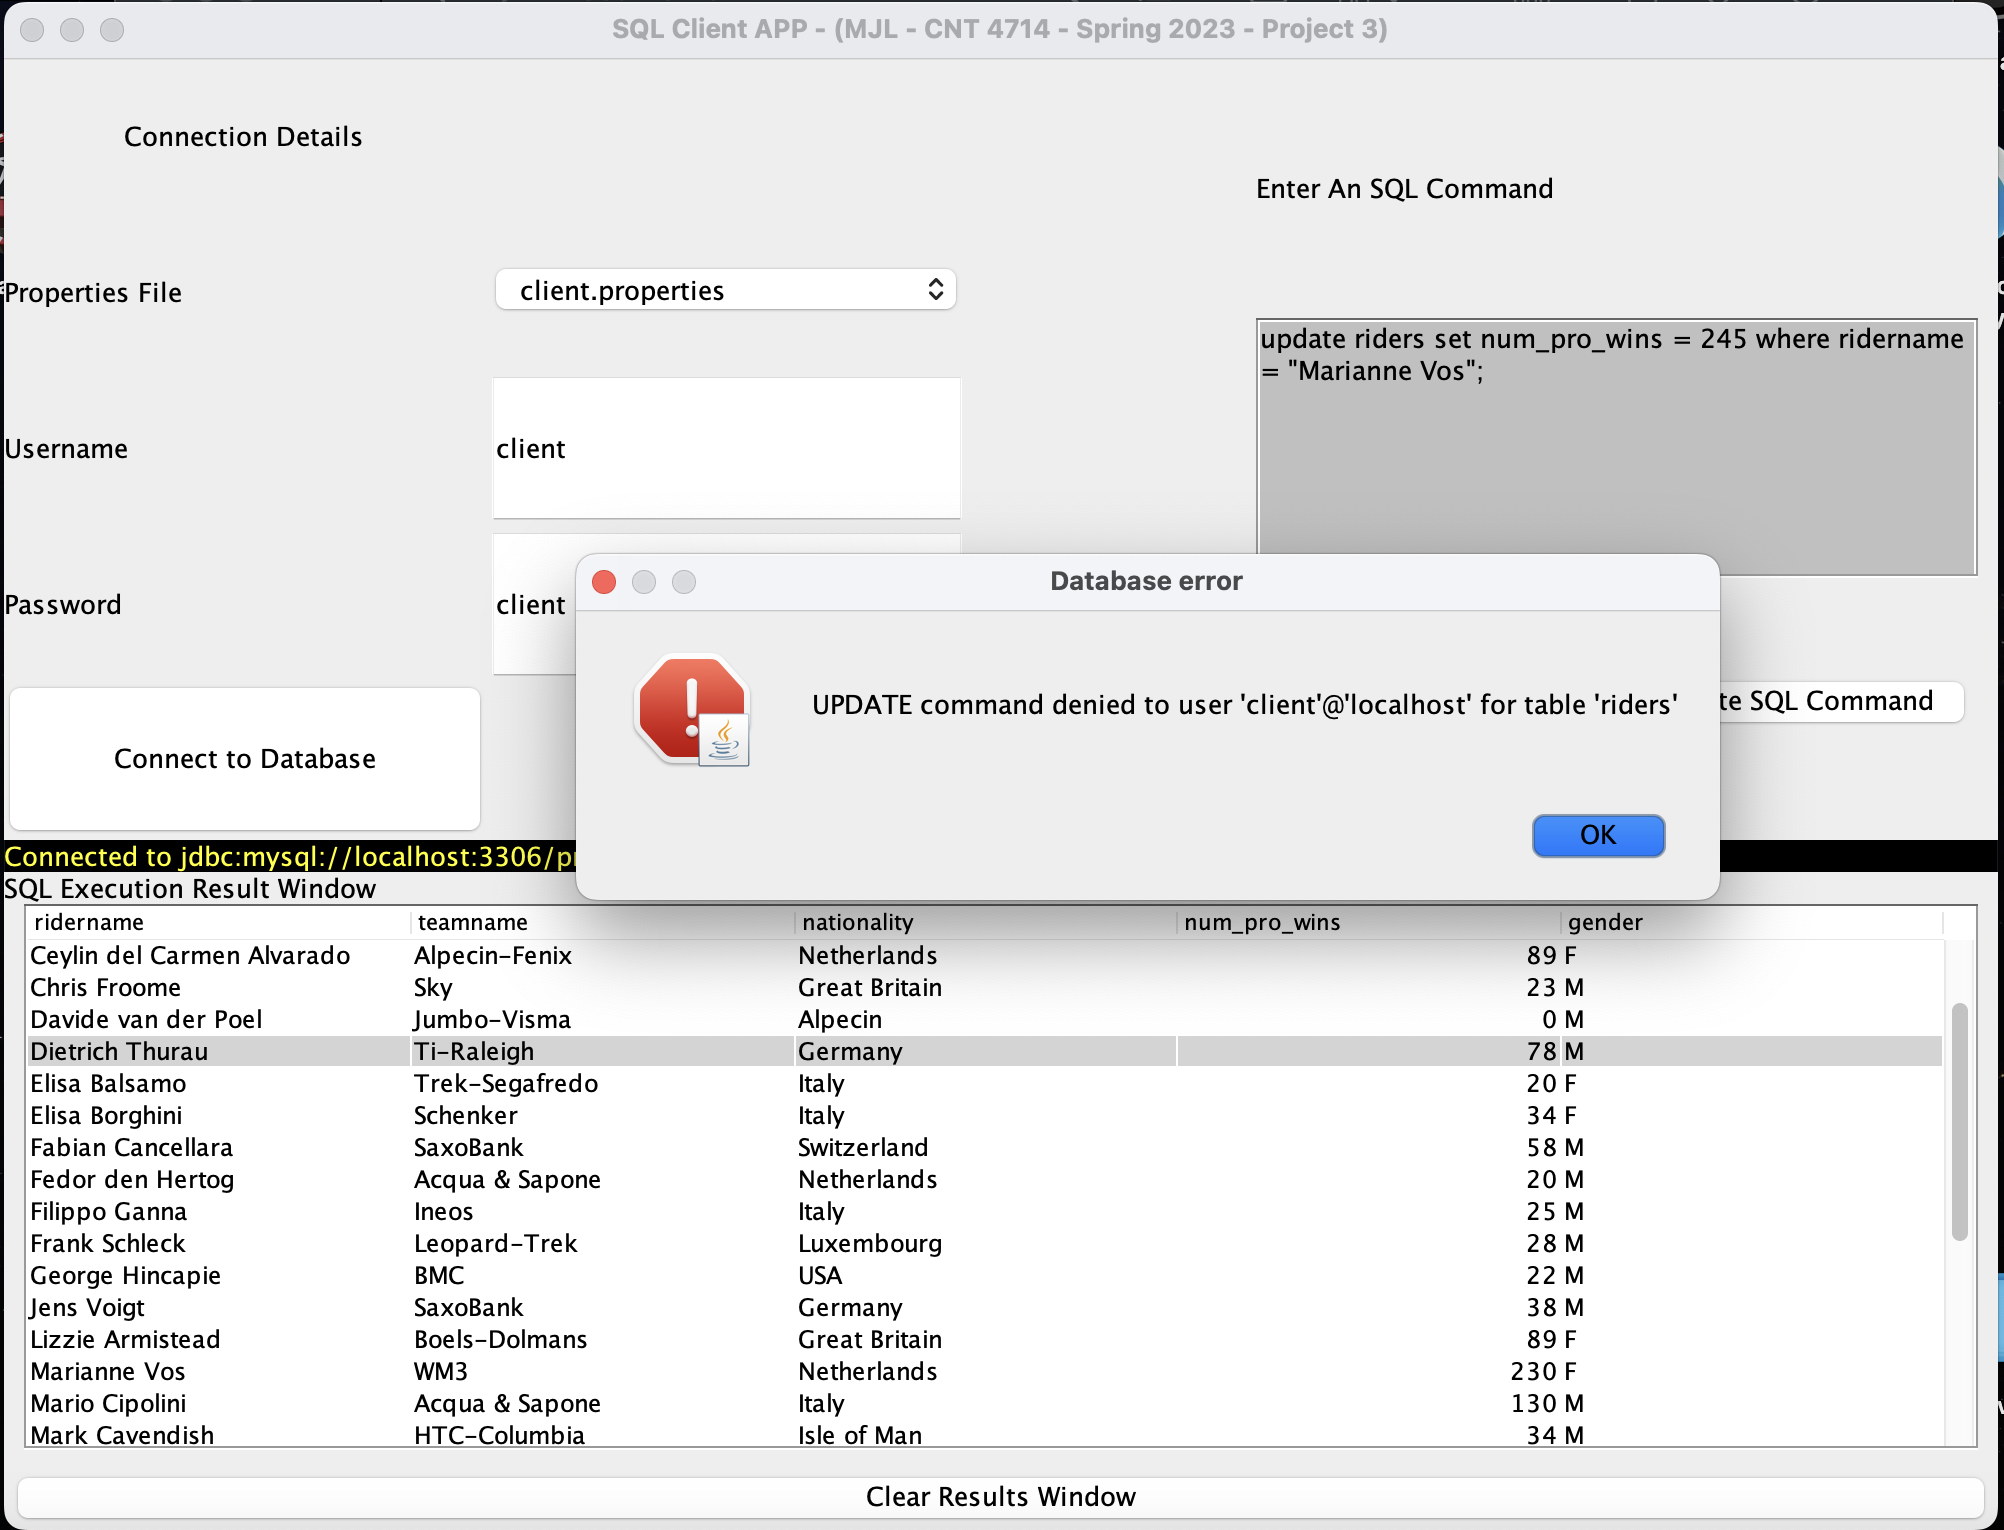 SQL Client APP - (MJL - CNT 4714 - Spring 2023 - Project 3)
Connection Details
Enter An SQL Command
Properties File
client.properties
update riders set num_pro_wins = 245 where ridername
= "Marianne Vos";
Username
client
Password
client
Database error
UPDATE command denied to user 'client'@'localhost' for table 'riders'
OK
SQL Command
Connect to Database
Connected to jdbc:mysql://localhost:3306/
SQL Execution Result Window
ridername teamname nationality num_pro_wins gender
Ceylin del Carmen Alvarado Alpecin-Fenix Netherlands 89 F
Chris Froome Sky Great Britain 23 M
Davide van der Poel Jumbo-Visma Alpecin 0 M
Dietrich Thurau Ti-Raleigh Germany 78 M
Elisa Balsamo Trek-Segafredo Italy 20 F
Elisa Borghini Schenker Italy 34 F
Fabian Cancellara SaxoBank Switzerland 58 M
Fedor den Hertog Acqua & Sapone Netherlands 20 M
Filippo Ganna Ineos Italy 25 M
Frank Schleck Leopard-Trek Luxembourg 28 M
George Hincapie BMC USA 22 M
Jens Voigt SaxoBank Germany 38 M
Lizzie Armistead Boels-Dolmans Great Britain 89 F
Marianne Vos WM3 Netherlands 230 F
Mario Cipolini Acqua & Sapone Italy 130 M
Mark Cavendish HTC-Columbia Isle of Man 34 M
Clear Results Window